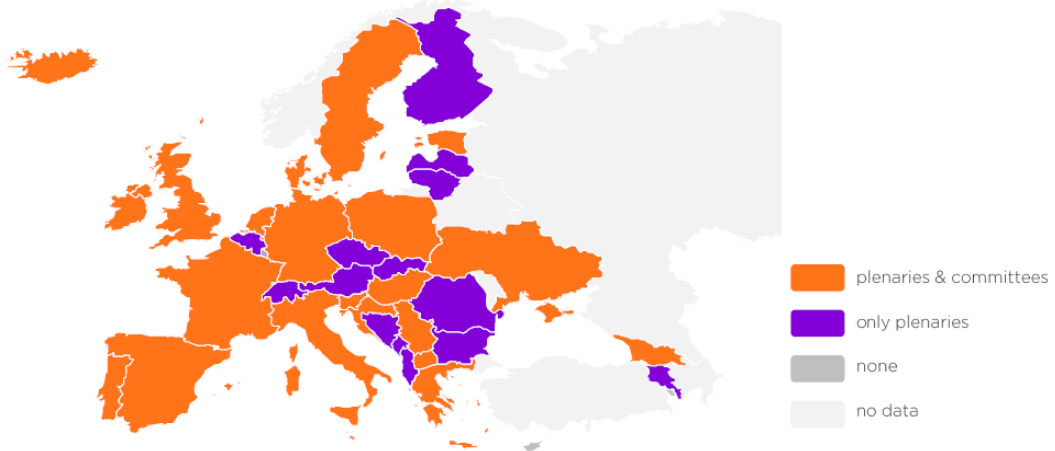 plenaries & committees
only plenaries
none
no data